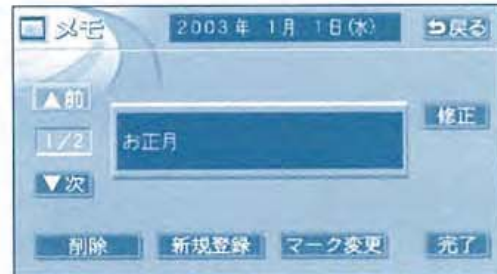 メモ 2003年 1月 1日(水) 戻る
▲前
修正
1/2 お正月
▼次
削除 新規登録 マーク変更 完了